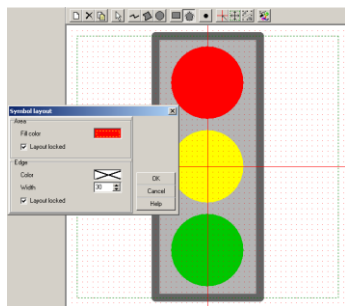 Symbol layout
Area
Fill color
Layout locked
Edge
Color
Width
30
Layout locked
OK
Cancel
Help